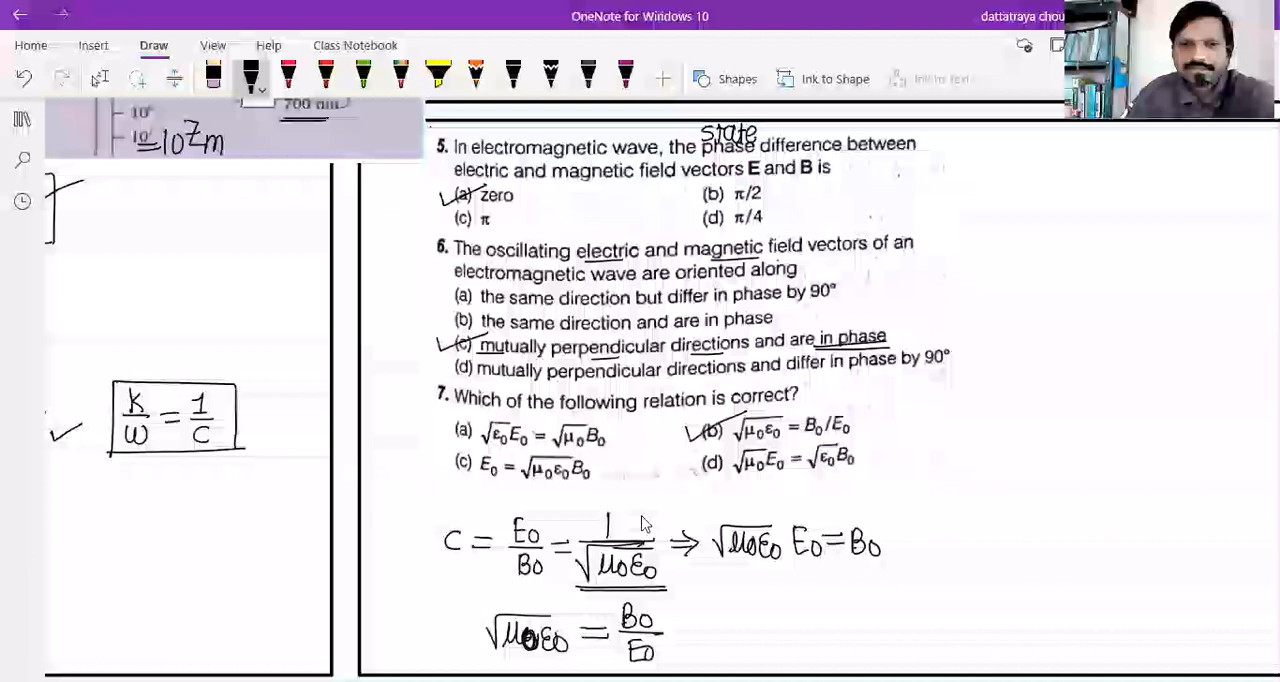 OneNote for Windows 10
dattatraya chou
Home Insert Draw View Help Class Notebook
Shapes Ink to Shape Ink to Text
700 nm
10⁷m
K/ω = 1/C
state
5. In electromagnetic wave, the phase difference between
electric and magnetic field vectors E and B is
(a) zero (b) π/2
(c) π (d) π/4
6. The oscillating electric and magnetic field vectors of an
electromagnetic wave are oriented along
(a) the same direction but differ in phase by 90°
(b) the same direction and are in phase
(c) mutually perpendicular directions and are in phase
(d) mutually perpendicular directions and differ in phase by 90°
7. Which of the following relation is correct?
(a) √ε₀E₀ = √μ₀B₀ (b) √μ₀ε₀ = B₀/E₀
(c) E₀ = √μ₀ε₀B₀ (d) √μ₀E₀ = √ε₀B₀
C = E₀/B₀ = 1/√μ₀ε₀ ⇒ √μ₀ε₀ E₀ = B₀
√μ₀ε₀ = B₀/E₀